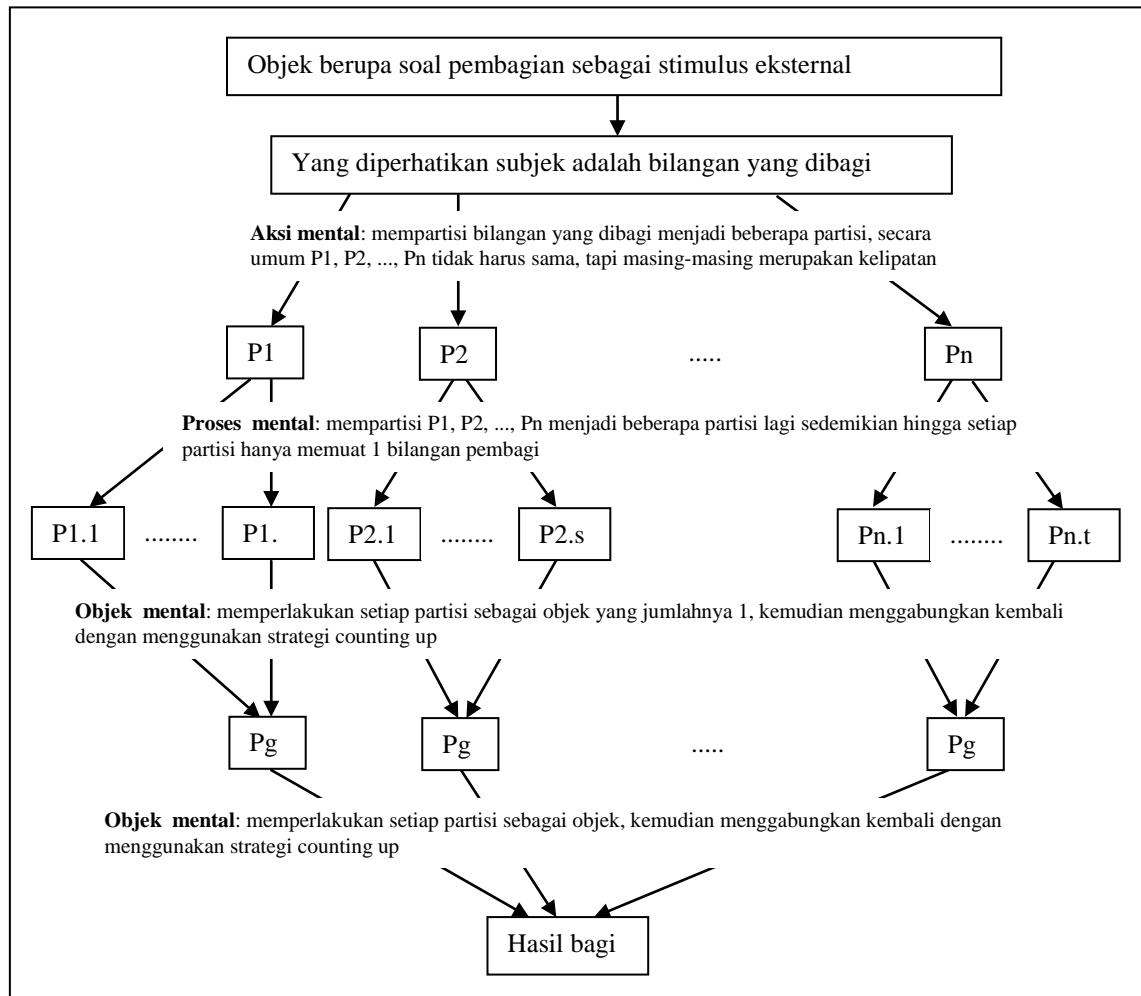 Objek berupa soal pembagian sebagai stimulus eksternal
Yang diperhatikan subjek adalah bilangan yang dibagi
Aksi mental: mempartisi bilangan yang dibagi menjadi beberapa partisi, secara
umum P1, P2, ..., Pn tidak harus sama, tapi masing-masing merupakan kelipatan
P1 P2 ..... Pn
Proses mental: mempartisi P1, P2, ..., Pn menjadi beberapa partisi lagi sedemikian hingga setiap
partisi hanya memuat 1 bilangan pembagi
P1.1 ........ P1. P2.1 ........ P2.s Pn.1 ........ Pn.t
Objek mental: memperlakukan setiap partisi sebagai objek yang jumlahnya 1, kemudian menggabungkan kembali
dengan menggunakan strategi counting up
Pg Pg ..... Pg
Objek mental: memperlakukan setiap partisi sebagai objek, kemudian menggabungkan kembali dengan
menggunakan strategi counting up
Hasil bagi